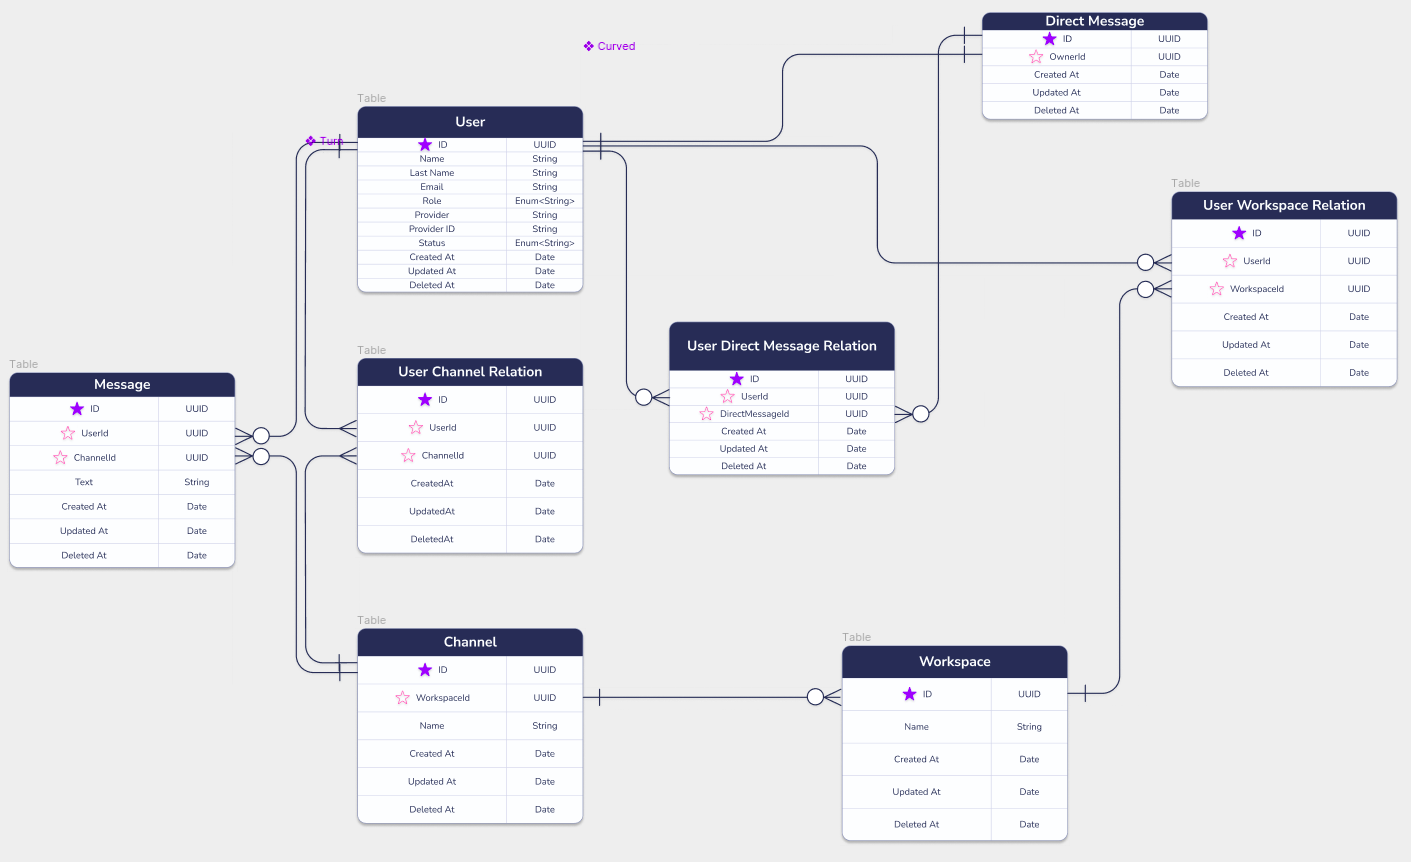 Direct Message
ID UUID
OwnerId UUID
Created At Date
Updated At Date
Deleted At Date
❖ Curved
Table
User
❖ Turn
ID UUID
Name String
Last Name String
Email String
Role Enum<String>
Provider String
Provider ID String
Status Enum<String>
Created At Date
Updated At Date
Deleted At Date
Table
User Workspace Relation
ID UUID
UserId UUID
WorkspaceId UUID
Created At Date
Updated At Date
Deleted At Date
User Direct Message Relation
ID UUID
UserId UUID
DirectMessageId UUID
Created At Date
Updated At Date
Deleted At Date
Table
Message
ID UUID
UserId UUID
ChannelId UUID
Text String
Created At Date
Updated At Date
Deleted At Date
Table
User Channel Relation
ID UUID
UserId UUID
ChannelId UUID
CreatedAt Date
UpdatedAt Date
DeletedAt Date
Table
Channel
ID UUID
WorkspaceId UUID
Name String
Created At Date
Updated At Date
Deleted At Date
Table
Workspace
ID UUID
Name String
Created At Date
Updated At Date
Deleted At Date